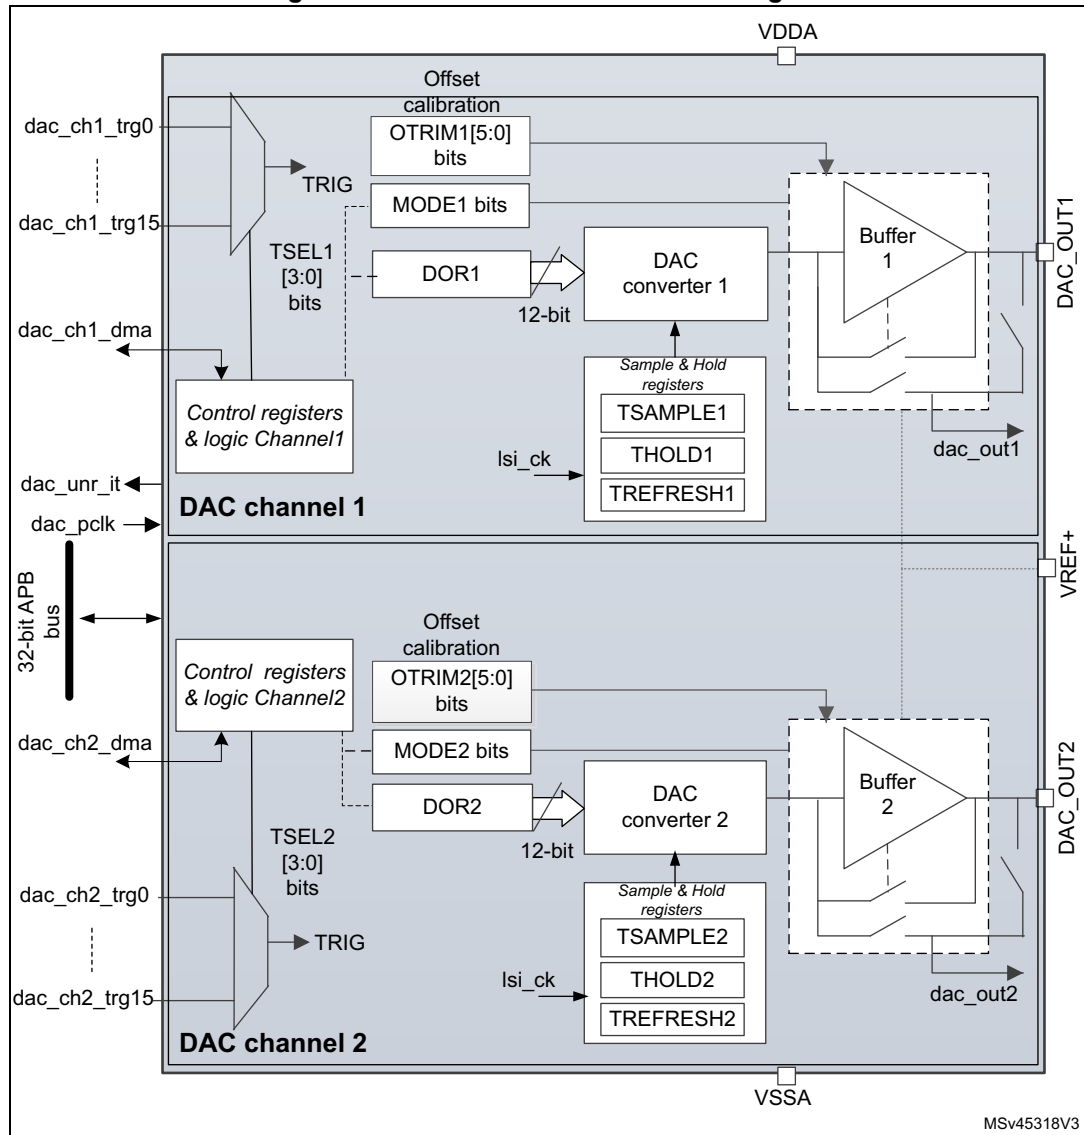 VDDA
Offset
calibration
dac_ch1_trg0
OTRIM1[5:0]
bits
TRIG
MODE1 bits
dac_ch1_trg15
TSEL1
[3:0]
bits
DOR1
12-bit
DAC
converter 1
Buffer
1
DAC_OUT1
dac_ch1_dma
Sample & Hold
registers
TSAMPLE1
THOLD1
TREFRESH1
Control registers
& logic Channel1
lsi_ck
dac_out1
dac_unr_it
DAC channel 1
dac_pclk
VREF+
32-bit APB
bus
Offset
calibration
Control registers
& logic Channel2
OTRIM2[5:0]
bits
dac_ch2_dma
MODE2 bits
DOR2
12-bit
DAC
converter 2
Buffer
2
DAC_OUT2
TSEL2
[3:0]
bits
dac_ch2_trg0
Sample & Hold
registers
TSAMPLE2
THOLD2
TREFRESH2
TRIG
lsi_ck
dac_out2
dac_ch2_trg15
DAC channel 2
VSSA
MSv45318V3